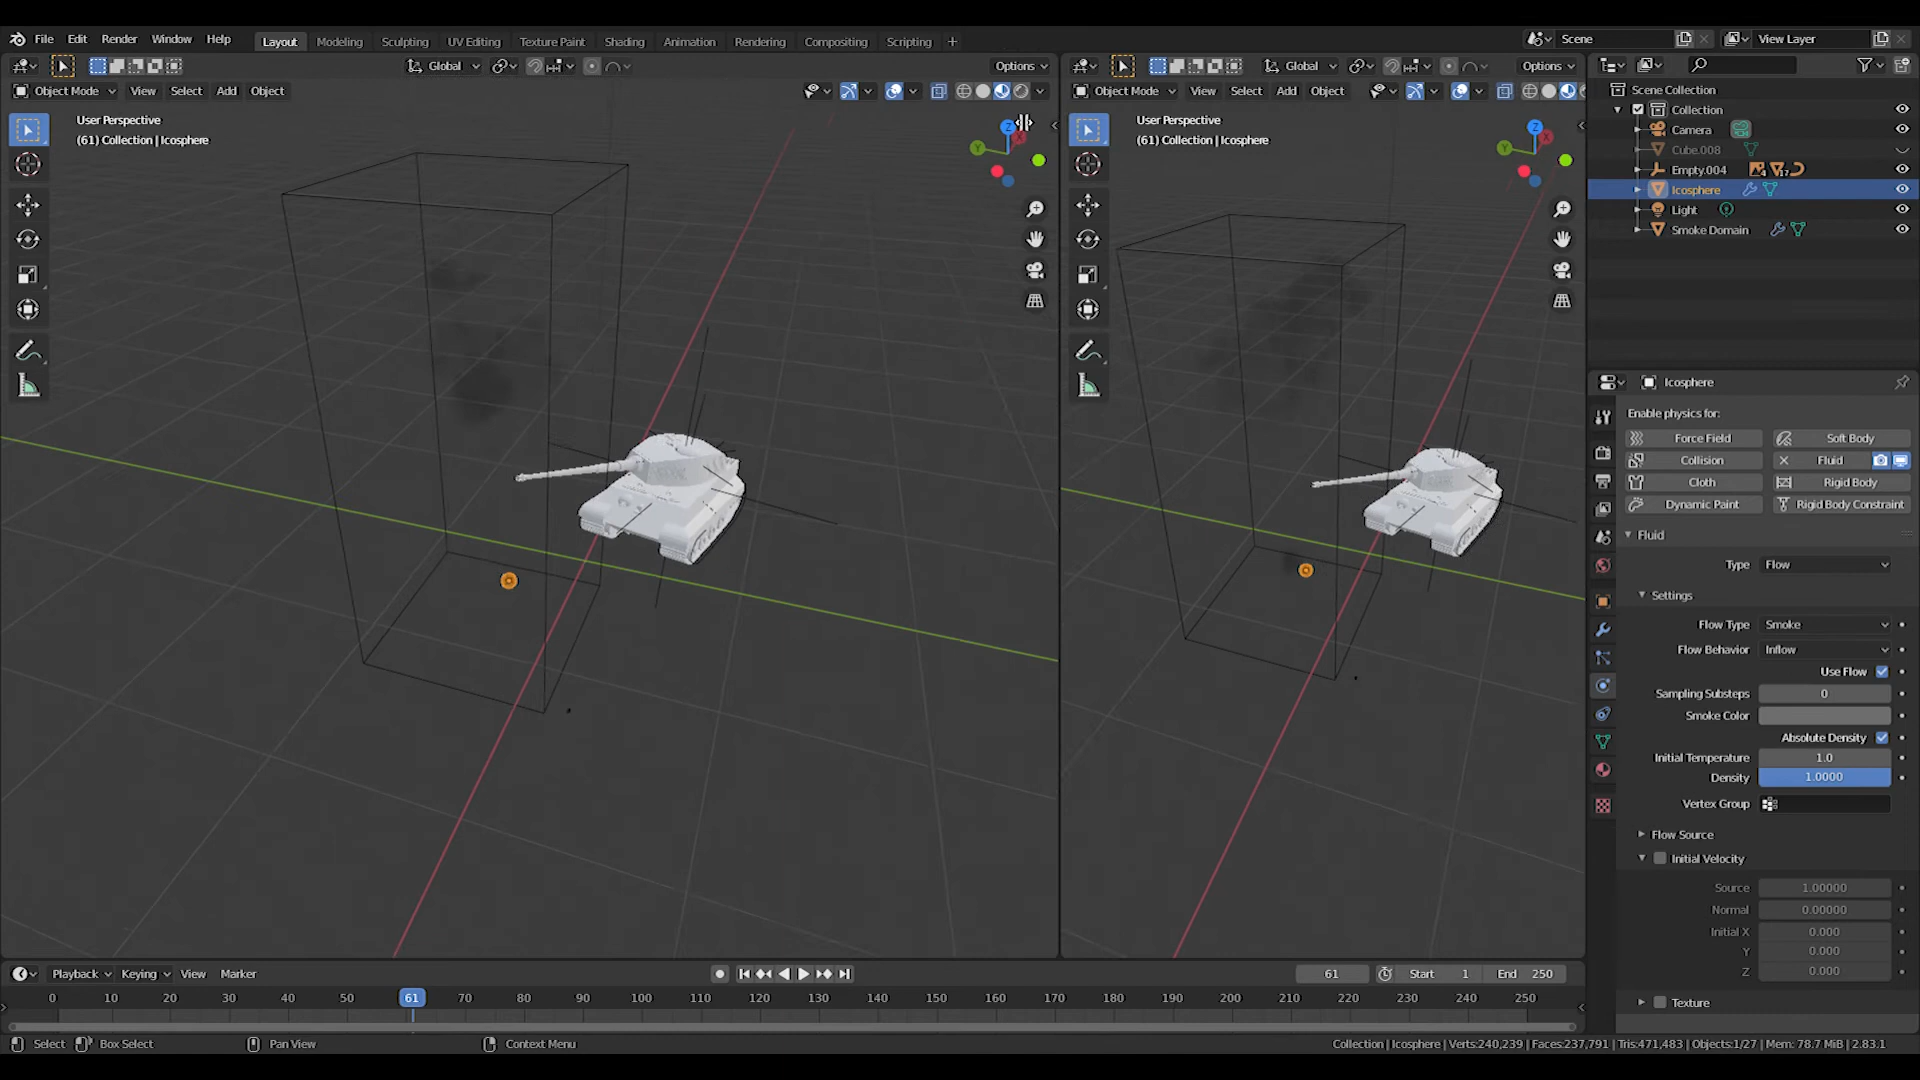 File Edit Render Window Help Layout Modeling Sculpting UV Editing Texture Paint Shading Animation Rendering Compositing Scripting + Scene View Layer
Global Options Global Options
Object Mode View Select Add Object Object Mode View Select Add Object
User Perspective
(61) Collection | Icosphere
Z
Y
X
User Perspective
(61) Collection | Icosphere
Z
Y
X
Scene Collection
Collection
Camera
Cube.008
Empty.004
Icosphere
Light
Smoke Domain
Icosphere
Enable physics for:
Force Field Soft Body
Collision Fluid
Cloth Rigid Body
Dynamic Paint Rigid Body Constraint
Fluid
Type Flow
Settings
Flow Type Smoke
Flow Behavior Inflow
Use Flow
Sampling Substeps 0
Smoke Color
Absolute Density
Initial Temperature 1.0
Density 1.0000
Vertex Group
Flow Source
Initial Velocity
Source 1.00000
Normal 0.00000
Initial X 0.000
Y 0.000
Z 0.000
Texture
Playback Keying View Marker 61 Start 1 End 250
0 10 20 30 40 50 61 70 80 90 100 110 120 130 140 150 160 170 180 190 200 210 220 230 240 250
Select Box Select Pan View Context Menu Collection | Icosphere | Verts:240,239 | Faces:237,791 | Tris:471,483 | Objects:1/27 | Mem: 78.7 MiB | 2.83.1